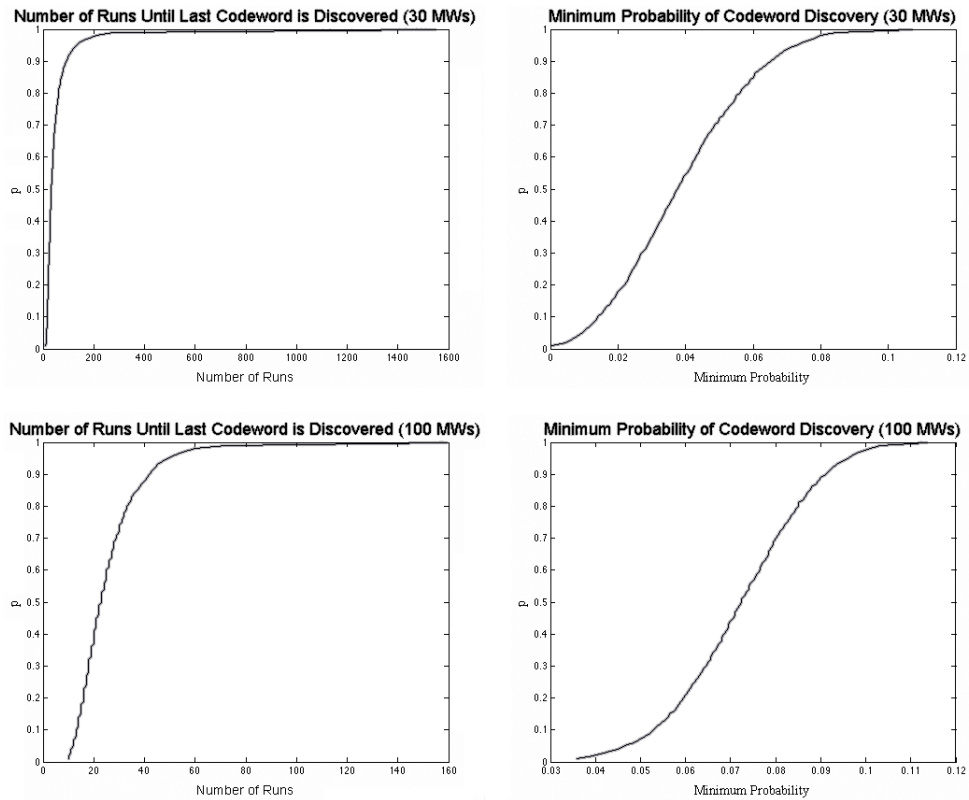 Number of Runs Until Last Codeword is Discovered (30 MWs)
1
0.9
0.8
0.7
0.6
0.5
0.4
0.3
0.2
0.1
0
p
0 200 400 600 800 1000 1200 1400 1600
Number of Runs
Minimum Probability of Codeword Discovery (30 MWs)
1
0.9
0.8
0.7
0.6
0.5
0.4
0.3
0.2
0.1
0
p
0 0.02 0.04 0.06 0.08 0.1 0.12
Minimum Probability
Number of Runs Until Last Codeword is Discovered (100 MWs)
1
0.9
0.8
0.7
0.6
0.5
0.4
0.3
0.2
0.1
0
p
0 20 40 60 80 100 120 140 160
Number of Runs
Minimum Probability of Codeword Discovery (100 MWs)
1
0.9
0.8
0.7
0.6
0.5
0.4
0.3
0.2
0.1
0
p
0.03 0.04 0.05 0.06 0.07 0.08 0.09 0.1 0.11 0.12
Minimum Probability